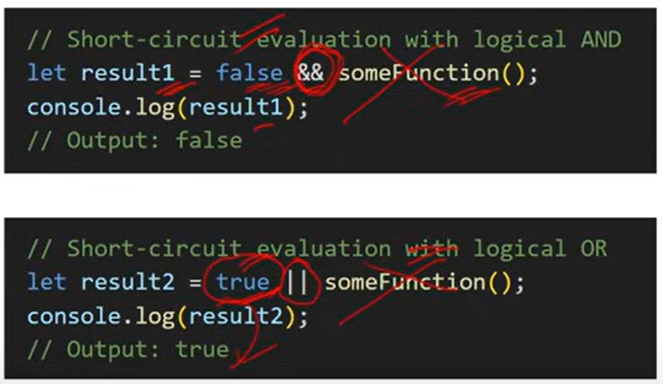 // Short-circuit evaluation with logical AND
let result1 = false && someFunction();
console.log(result1);
// Output: false
// Short-circuit evaluation with logical OR
let result2 = true || someFunction();
console.log(result2);
// Output: true